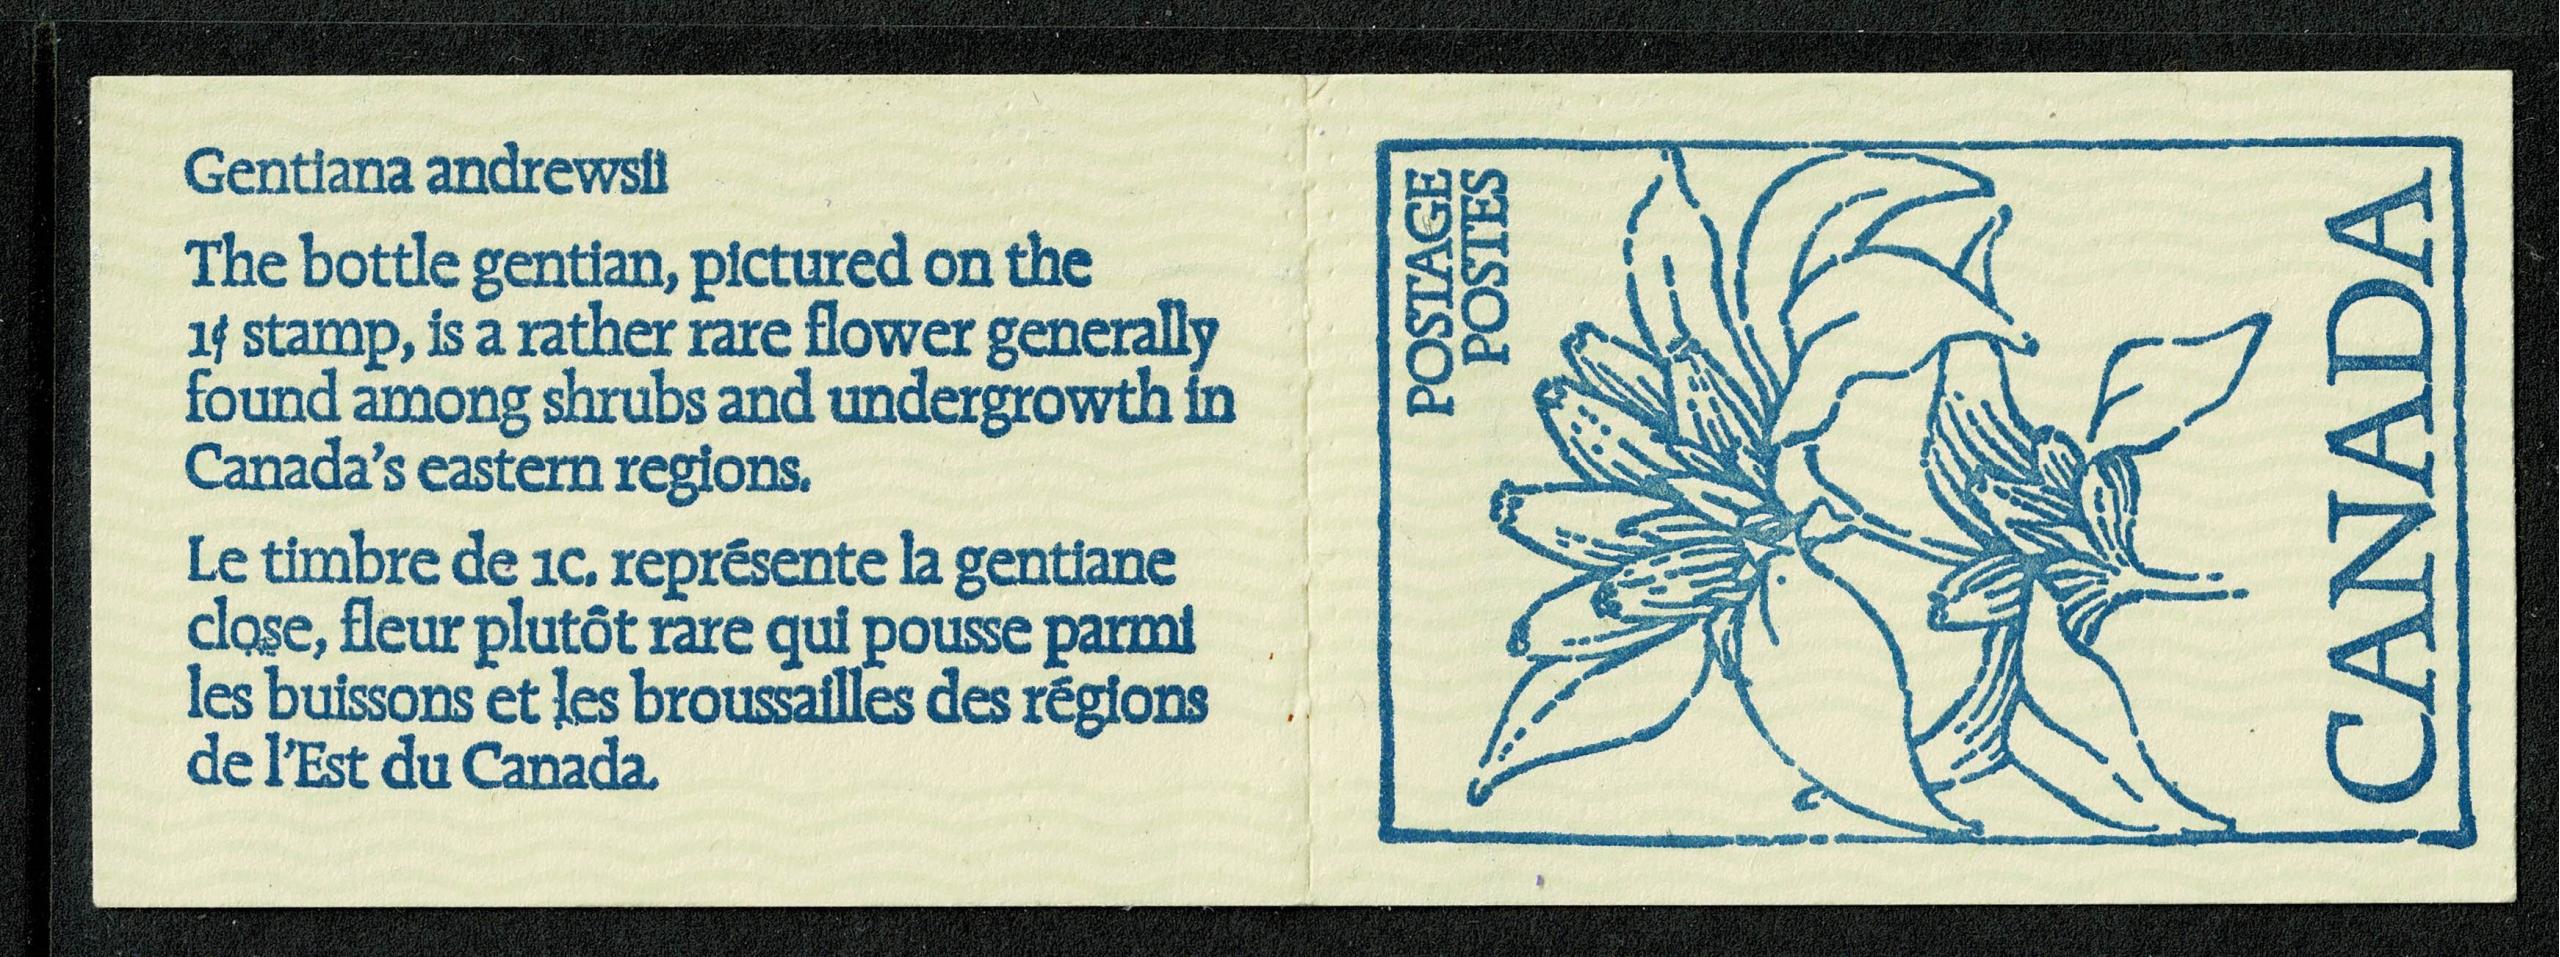 Gentiana andrewsii
The bottle gentian, pictured on the
1¢ stamp, is a rather rare flower generally
found among shrubs and undergrowth in
Canada's eastern regions.
Le timbre de 1c. représente la gentiane
close, fleur plutôt rare qui pousse parmi
les buissons et les broussailles des régions
de l'Est du Canada.
POSTAGE
POSTES
CANADA